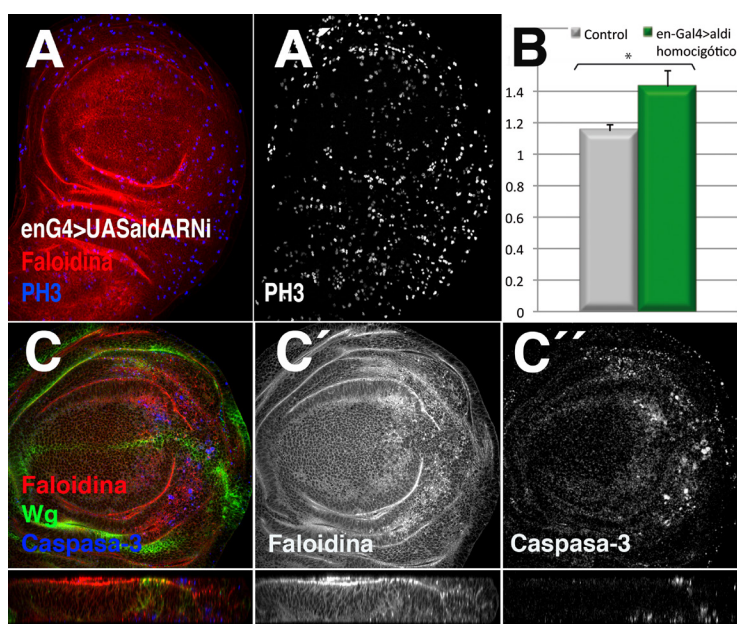 A
enG4>UASaldARNi
Faloidina
PH3
A
PH3
B
Control
en-Gal4>aldi
homocigótico
*
1.4
1.2
1
0.8
0.6
0.4
0.2
0
C
Faloidina
Wg
Caspasa-3
C´
Faloidina
C´´
Caspasa-3